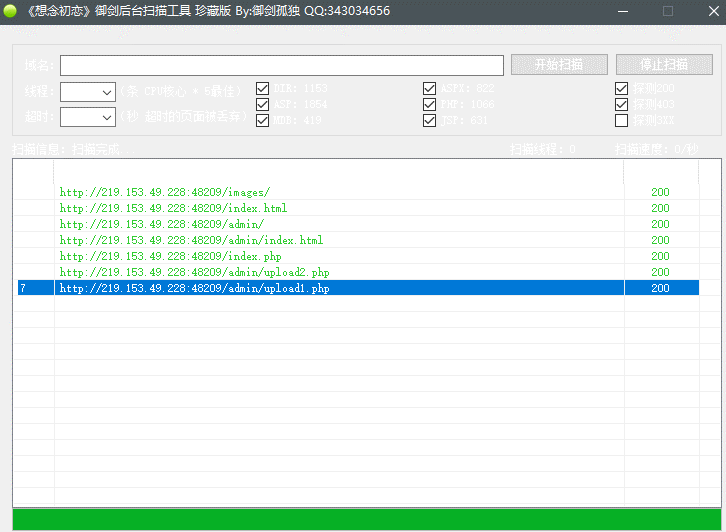 《想念初恋》御剑后台扫描工具 珍藏版 By:御剑孤独 QQ:343034656
域名: 开始扫描 停止扫描
线程: (条 CPU核心 * 5最佳) DIR: 1153 ASPX: 822 探测200
超时: (秒 超时的页面被丢弃) ASP: 1854 PHP: 1066 探测403
MDB: 419 JSP: 631 探测3XX
扫描信息: 扫描完成... 扫描线程: 0 扫描速度: 0/秒
http://219.153.49.228:48209/images/ 200
http://219.153.49.228:48209/index.html 200
http://219.153.49.228:48209/admin/ 200
http://219.153.49.228:48209/admin/index.html 200
http://219.153.49.228:48209/index.php 200
http://219.153.49.228:48209/admin/upload2.php 200
7 http://219.153.49.228:48209/admin/upload1.php 200